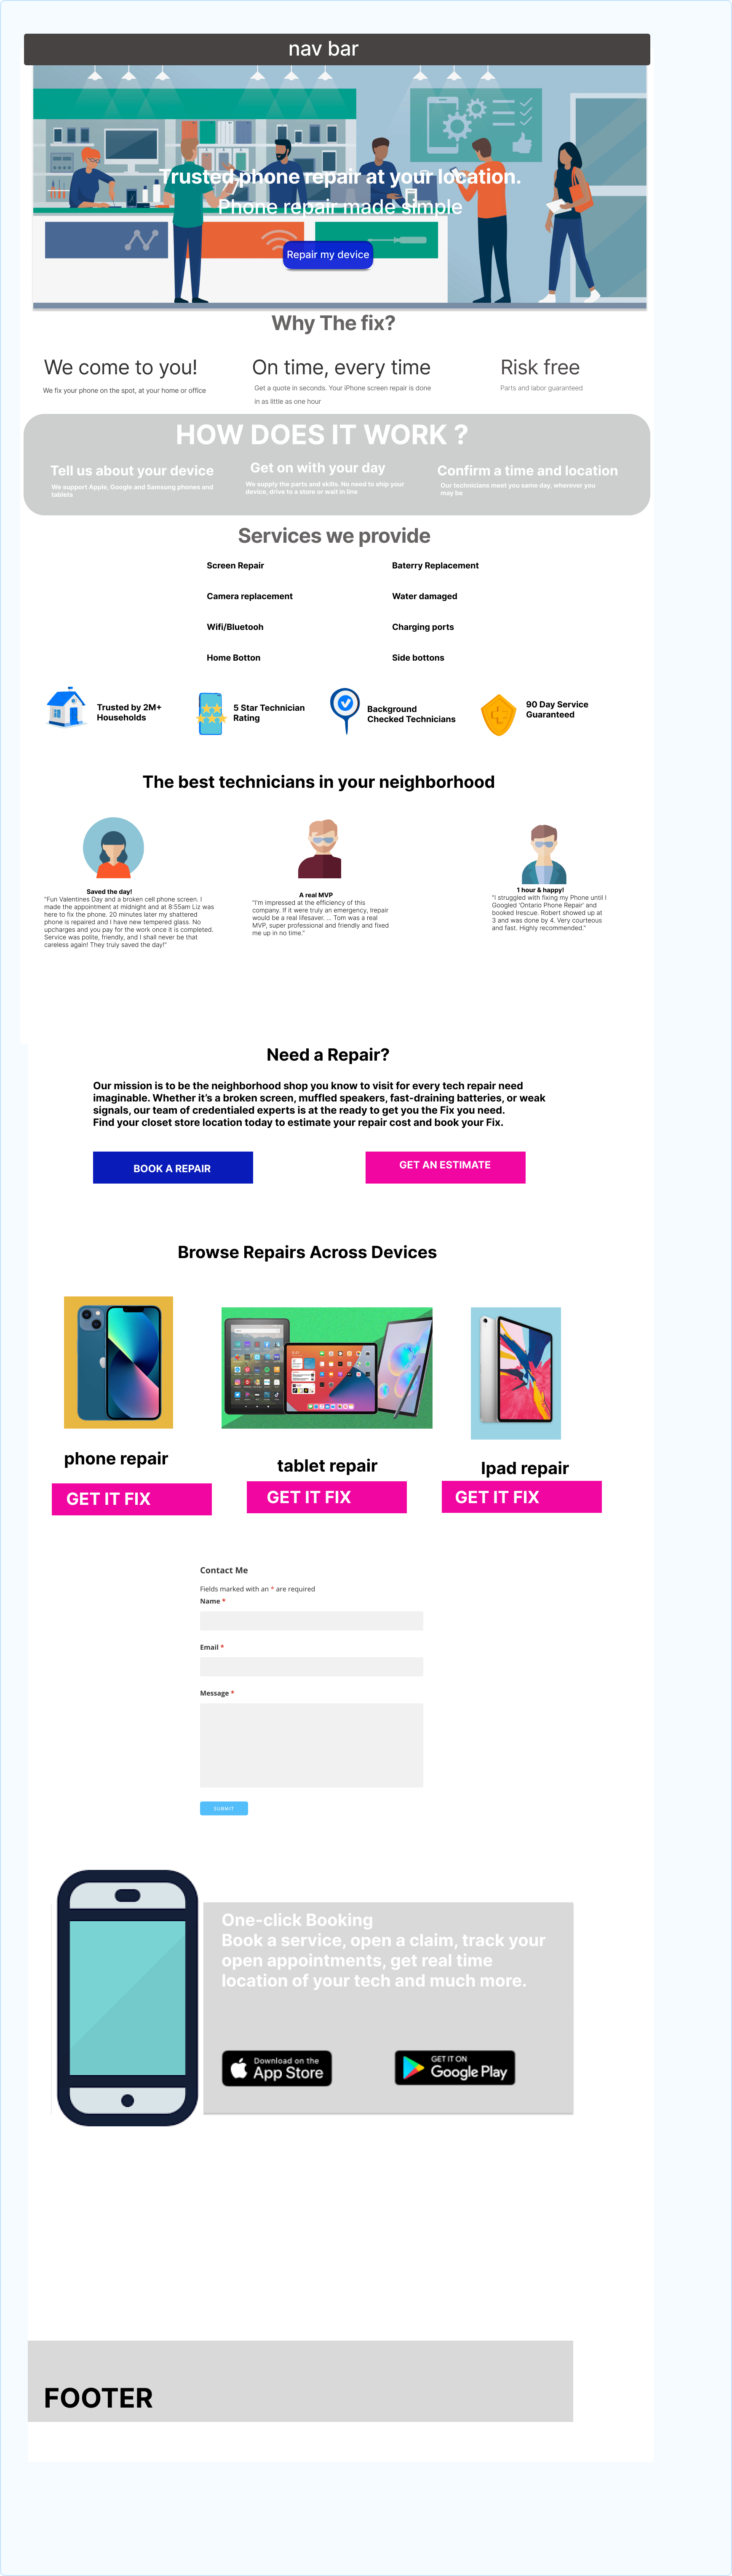 nav bar
Trusted phone repair at your location.
Phone repair made simple
Repair my device
Why The fix?
We come to you!
We fix your phone on the spot, at your home or office
On time, every time
Get a quote in seconds. Your iPhone screen repair is done
in as little as one hour
Risk free
Parts and labor guaranteed
HOW DOES IT WORK ?
Tell us about your device
We support Apple, Google and Samsung phones and
tablets
Get on with your day
We supply the parts and skills. No need to ship your
device, drive to a store or wait in line
Confirm a time and location
Our technicians meet you same day, wherever you
may be
Services we provide
Screen Repair
Baterry Replacement
Camera replacement
Water damaged
Wifi/Bluetooh
Charging ports
Home Botton
Side bottons
Trusted by 2M+
Households
5 Star Technician
Rating
Background
Checked Technicians
90 Day Service
Guaranteed
The best technicians in your neighborhood
Saved the day!
"Fun Valentines Day and a broken cell phone screen. I
made the appointment at midnight and at 8:55am Liz was
here to fix the phone. 20 minutes later my shattered
phone is repaired and I have new tempered glass. No
upcharges and you pay for the work once it is completed.
Service was polite, friendly, and I shall never be that
careless again! They truly saved the day!"
A real MVP
"I'm impressed at the efficiency of this
company. If it were truly an emergency, Irepair
would be a real lifesaver. ... Tom was a real
MVP, super professional and friendly and fixed
me up in no time."
1 hour & happy!
"I struggled with fixing my Phone until I
Googled 'Ontario Phone Repair' and
booked Irescue. Robert showed up at
3 and was done by 4. Very courteous
and fast. Highly recommended."
Need a Repair?
Our mission is to be the neighborhood shop you know to visit for every tech repair need
imaginable. Whether it's a broken screen, muffled speakers, fast-draining batteries, or weak
signals, our team of credentialed experts is at the ready to get you the Fix you need.
Find your closet store location today to estimate your repair cost and book your Fix.
BOOK A REPAIR
GET AN ESTIMATE
Browse Repairs Across Devices
phone repair
tablet repair
Ipad repair
GET IT FIX
GET IT FIX
GET IT FIX
Contact Me
Fields marked with an * are required
Name *
Email *
Message *
SUBMIT
One-click Booking
Book a service, open a claim, track your
open appointments, get real time
location of your tech and much more.
Download on the
App Store
GET IT ON
Google Play
FOOTER